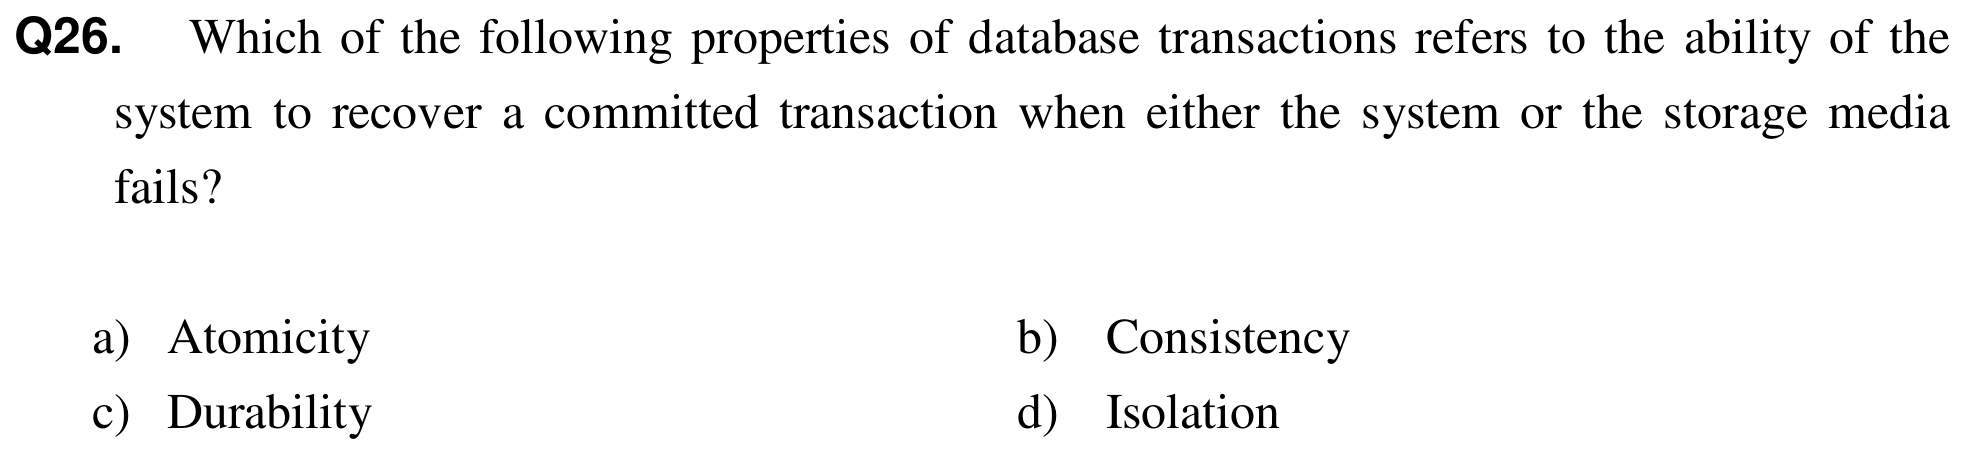 Q26. Which of the following properties of database transactions refers to the ability of the
system to recover a committed transaction when either the system or the storage media
fails?
a) Atomicity b) Consistency
c) Durability d) Isolation